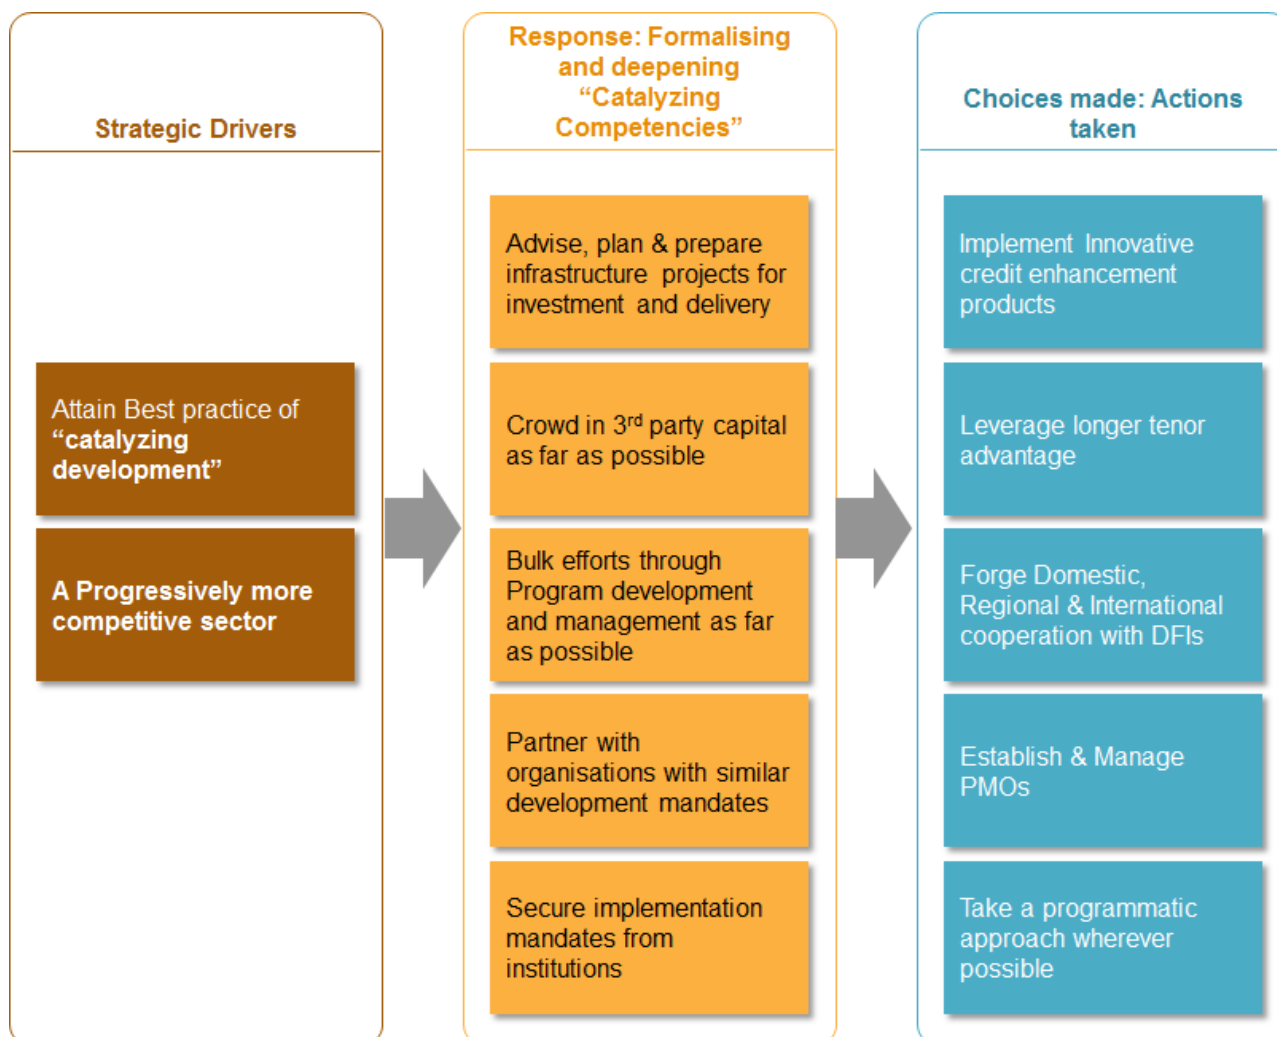 Strategic Drivers
Attain Best practice of
“catalyzing
development”
A Progressively more
competitive sector
Response: Formalising
and deepening
“Catalyzing
Competencies”
Advise, plan & prepare
infrastructure projects for
investment and delivery
Crowd in 3rd party capital
as far as possible
Bulk efforts through
Program development
and management as far
as possible
Partner with
organisations with similar
development mandates
Secure implementation
mandates from
institutions
Choices made: Actions
taken
Implement Innovative
credit enhancement
products
Leverage longer tenor
advantage
Forge Domestic,
Regional & International
cooperation with DFIs
Establish & Manage
PMOs
Take a programmatic
approach wherever
possible